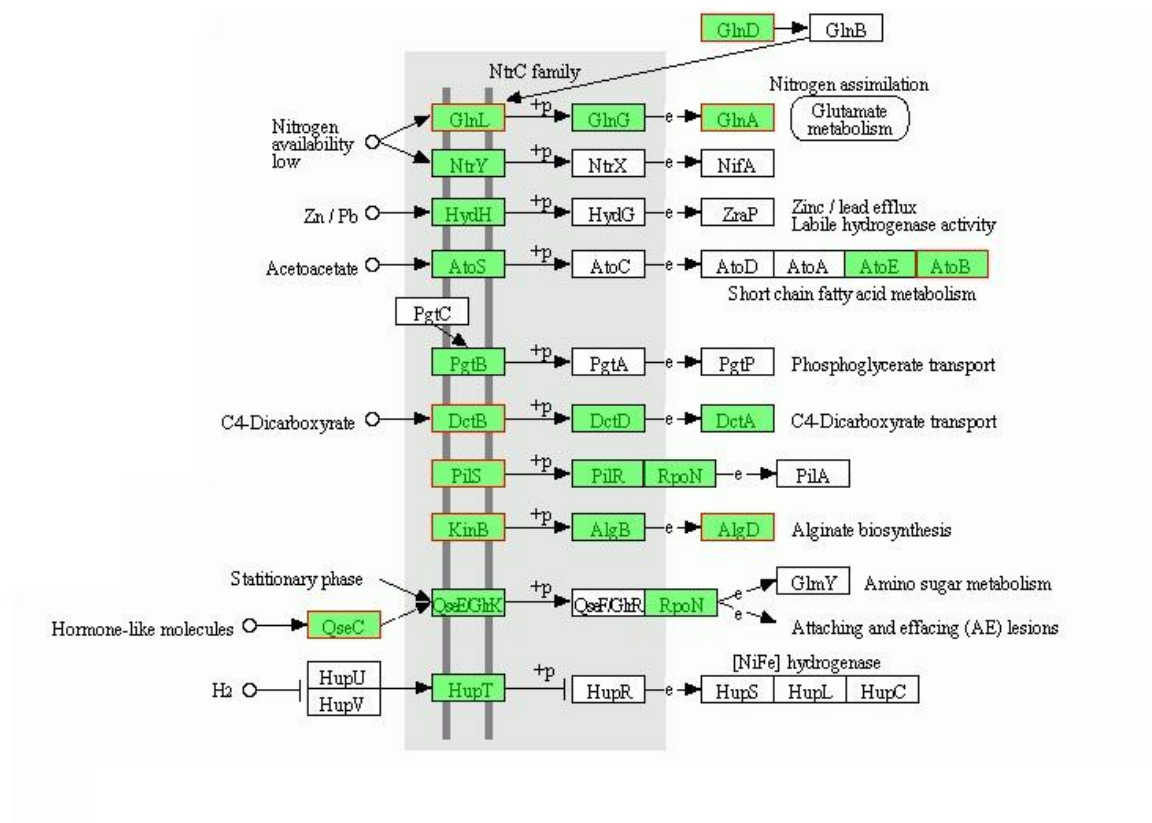 GlnD
GlnB
NtrC family
Nitrogen assimilation
Nitrogen
availability
low
GlnL
+p
GlnG
e
GlnA
Glutamate
metabolism
NtrY
+p
NtrX
e
NifA
Zn / Pb
HydH
+p
HydG
e
ZraP
Zinc / lead efflux
Labile hydrogenase activity
Acetoacetate
AtoS
+p
AtoC
e
AtoD
AtoA
AtoE
AtoB
Short chain fatty acid metabolism
PgtC
PgtB
+p
PgtA
e
PgtP
Phosphoglycerate transport
C4-Dicarboxyrate
DctB
+p
DctD
e
DctA
C4-Dicarboxyrate transport
PilS
+p
PilR
RpoN
e
PilA
KinB
+p
AlgB
e
AlgD
Alginate biosynthesis
Statitionary phase
QseE/GlrK
+p
QseF/GlrR
RpoN
e
e
GlmY
Amino sugar metabolism
Attaching and effacing (AE) lesions
Hormone-like molecules
QseC
H2
HupU
HupV
HupT
+p
HupR
e
[NiFe] hydrogenase
HupS
HupL
HupC